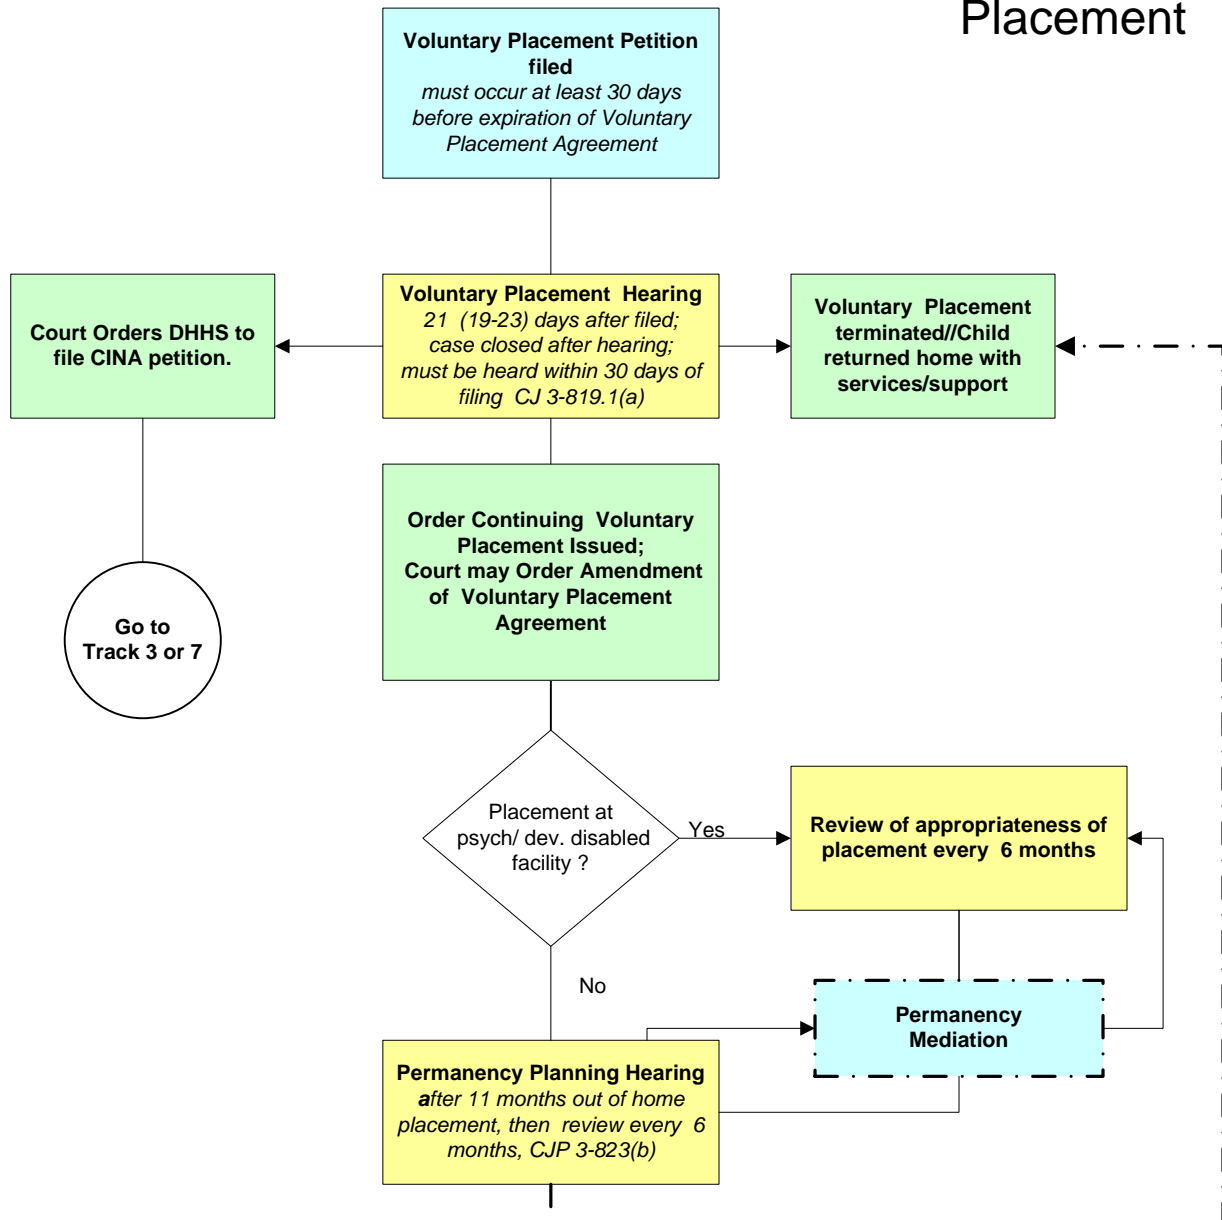 Placement
Voluntary Placement Petition
filed
must occur at least 30 days
before expiration of Voluntary
Placement Agreement
Court Orders DHHS to
file CINA petition.
Voluntary Placement Hearing
21 (19-23) days after filed;
case closed after hearing;
must be heard within 30 days of
filing CJ 3-819.1(a)
Voluntary Placement
terminated//Child
returned home with
services/support
Order Continuing Voluntary
Placement Issued;
Court may Order Amendment
of Voluntary Placement
Agreement
Go to
Track 3 or 7
Placement at
psych/ dev. disabled
facility ?
Yes
Review of appropriateness of
placement every 6 months
No
Permanency
Mediation
Permanency Planning Hearing
after 11 months out of home
placement, then review every 6
months, CJP 3-823(b)